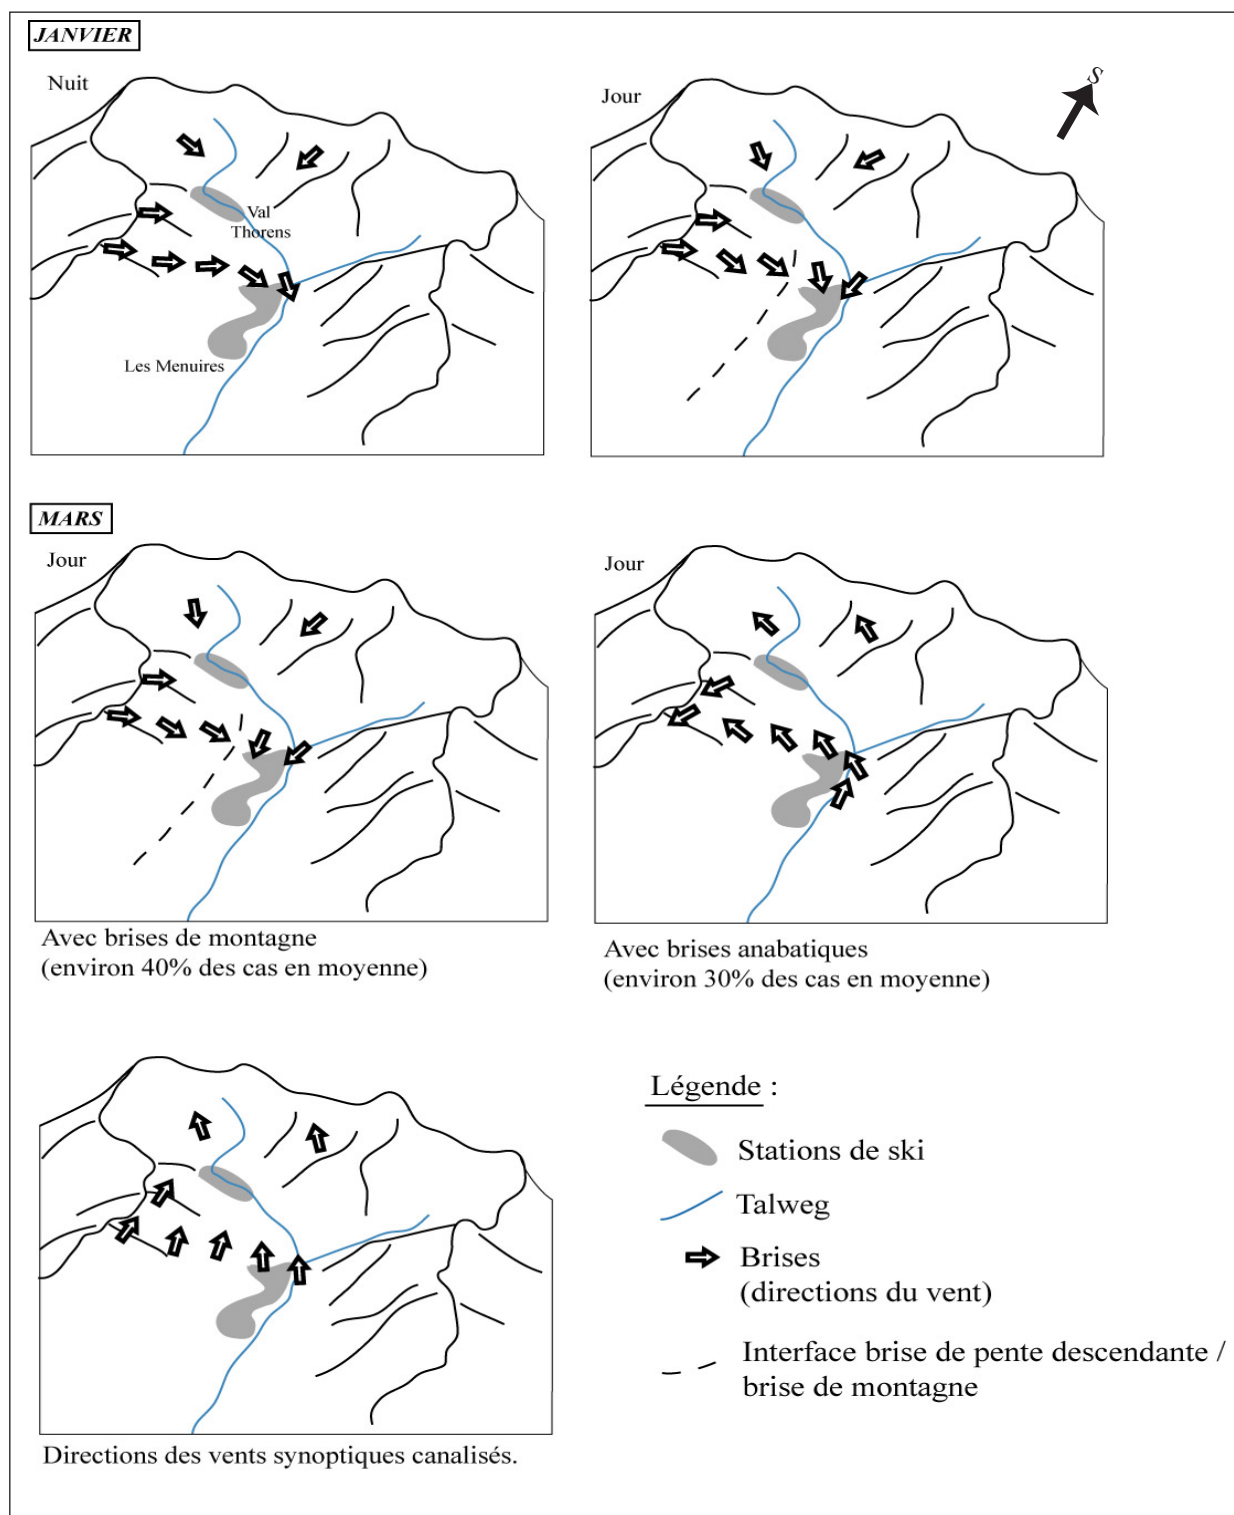 JANVIER
Nuit
Jour
S
Val
Thorens
Les Menuires
MARS
Jour
Jour
Avec brises de montagne
(environ 40% des cas en moyenne)
Avec brises anabatiques
(environ 30% des cas en moyenne)
Légende :
Stations de ski
Talweg
Brises
(directions du vent)
Interface brise de pente descendante /
brise de montagne
Directions des vents synoptiques canalisés.